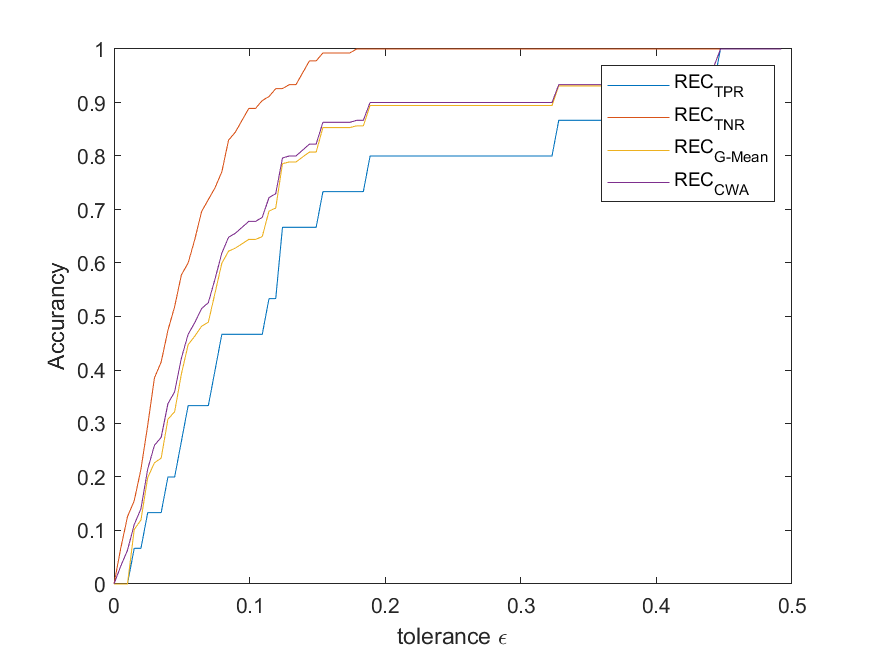 1
0.9
0.8
0.7
0.6
0.5
0.4
0.3
0.2
0.1
0
Accurancy
REC_TPR
REC_TNR
REC_G-Mean
REC_CWA
0 0.1 0.2 0.3 0.4 0.5
tolerance ϵ